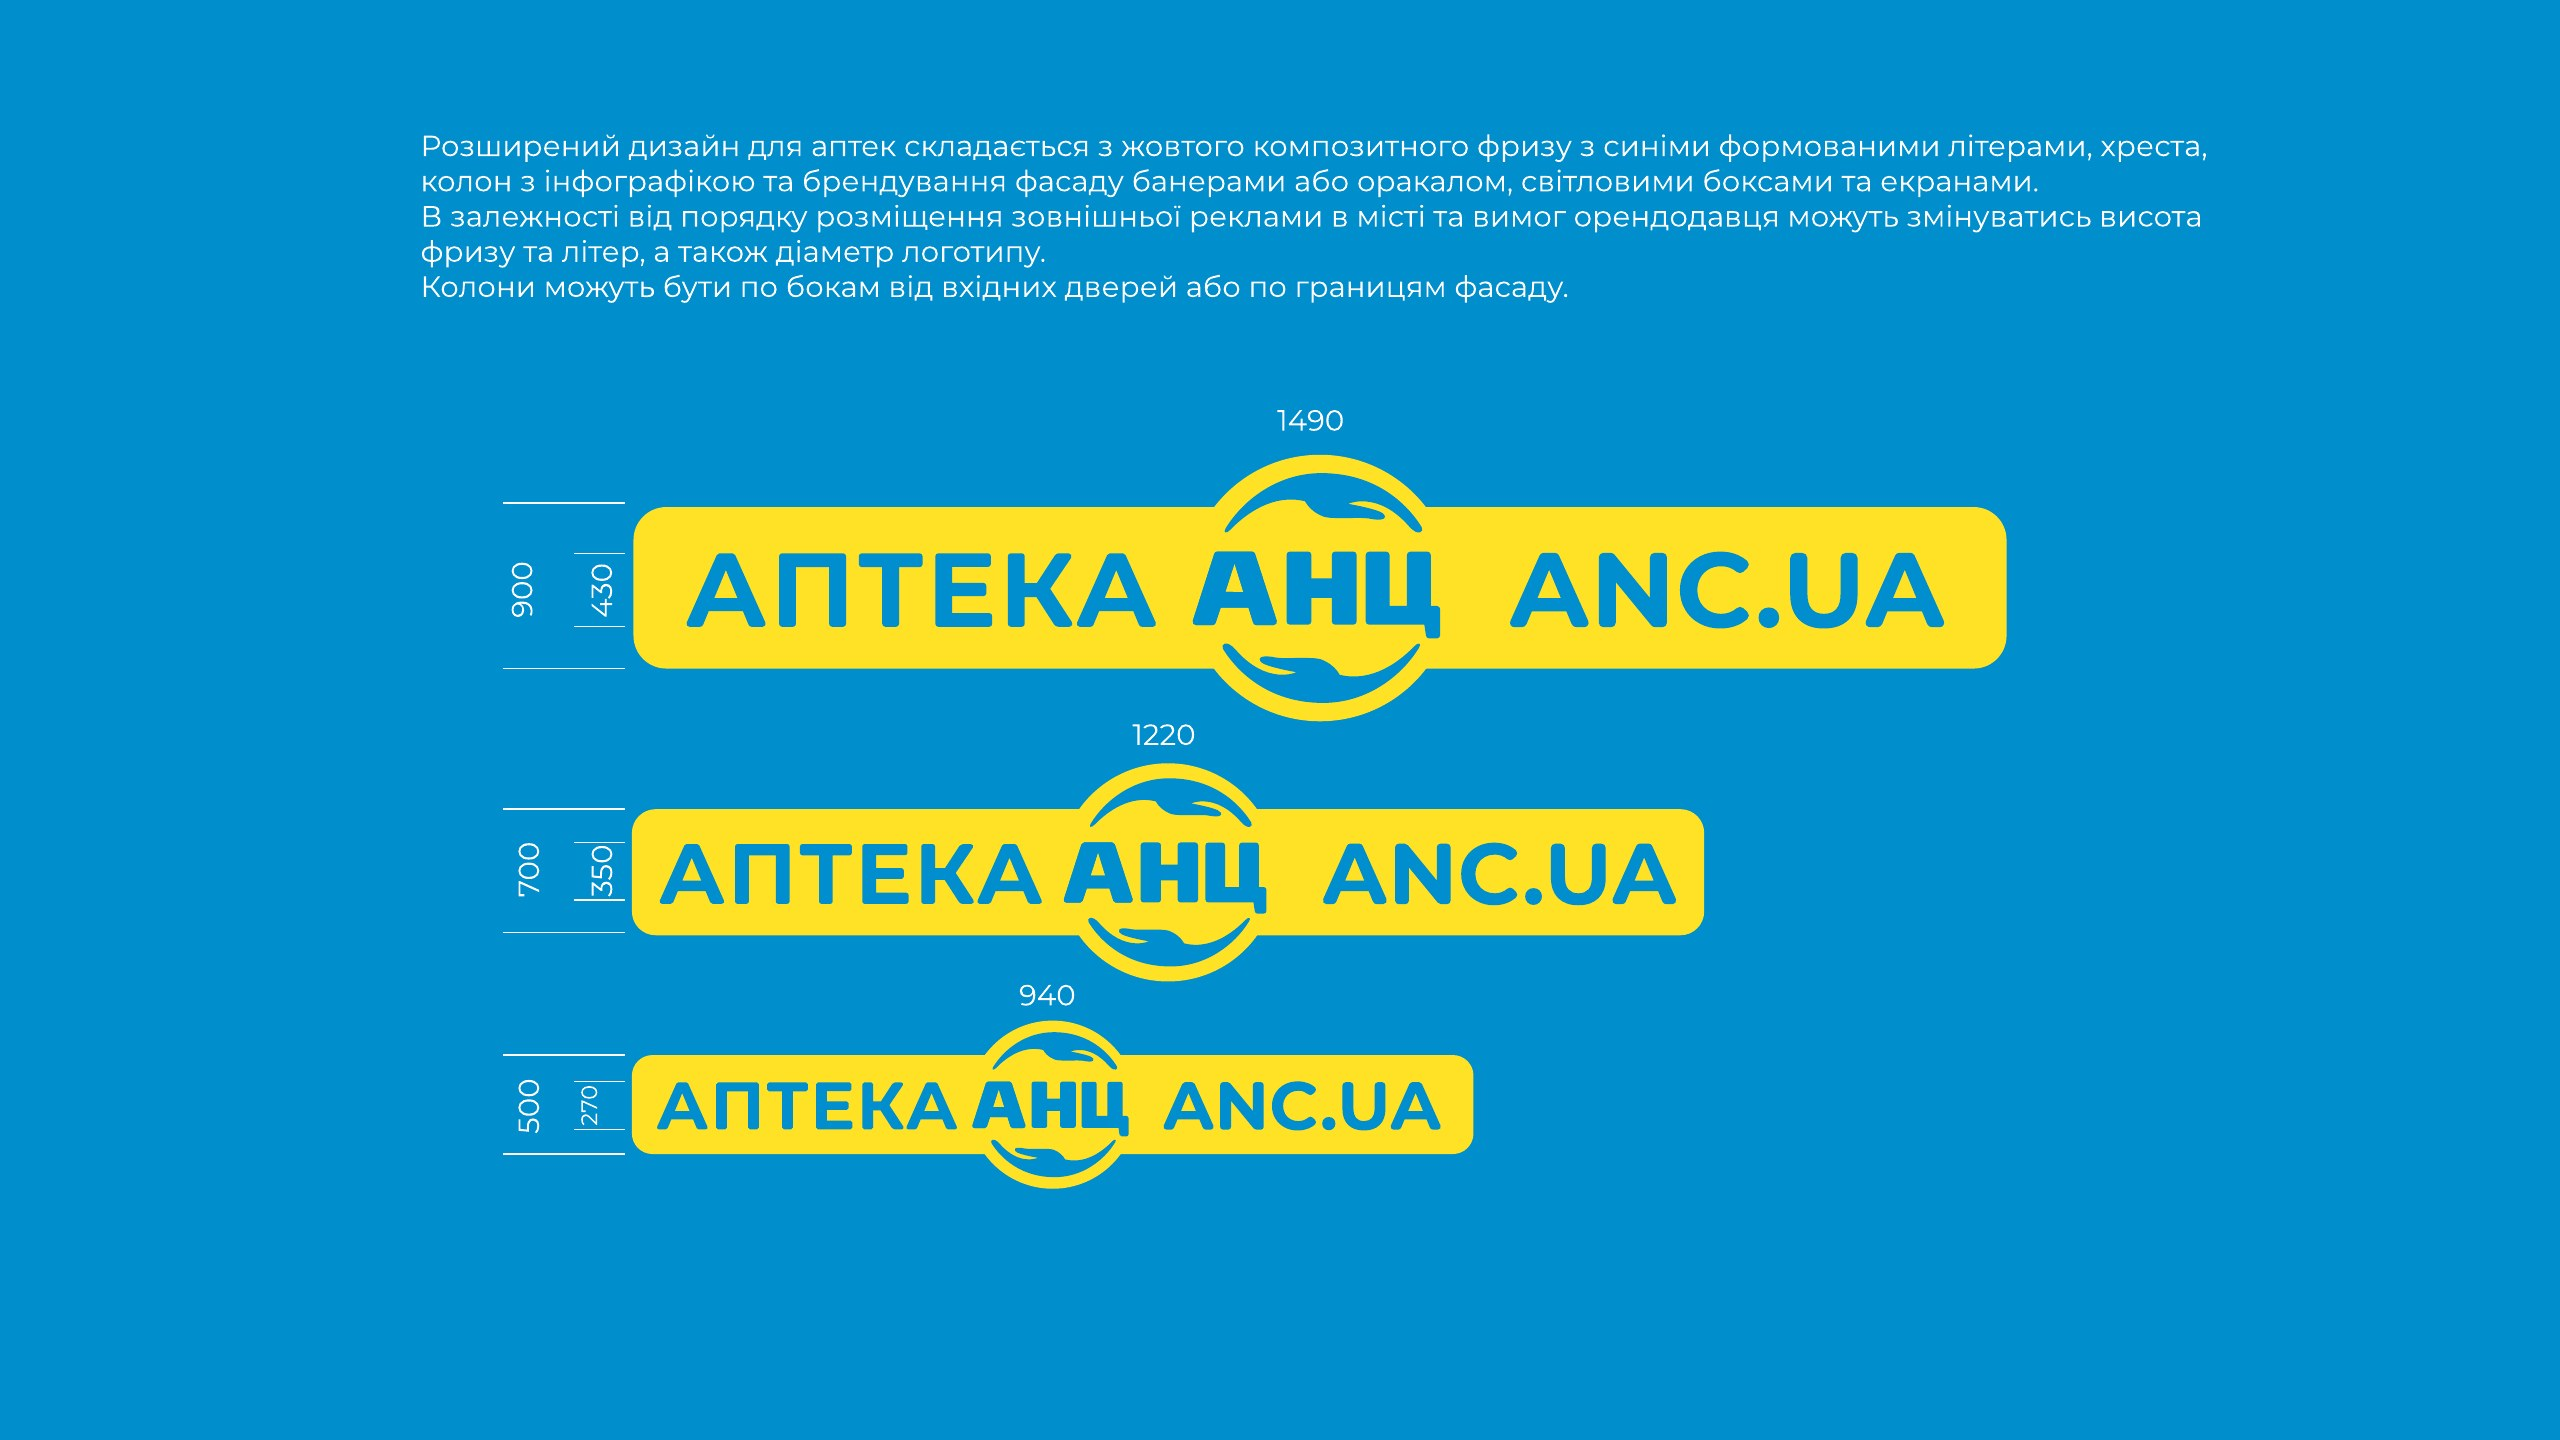 Розширений дизайн для аптек складається з жовтого композитного фризу з синіми формованими літерами, хреста,
колон з інфографікою та брендування фасаду банерами або оракалом, світловими боксами та екранами.
В залежності від порядку розміщення зовнішньої реклами в місті та вимог орендодавця можуть змінуватись висота
фризу та літер, а також діаметр логотипу.
Колони можуть бути по бокам від вхідних дверей або по границям фасаду.
1490
900
430
АПТЕКА АНЦ ANC.UA
1220
700
350
АПТЕКА АНЦ ANC.UA
940
500
270
АПТЕКА АНЦ ANC.UA